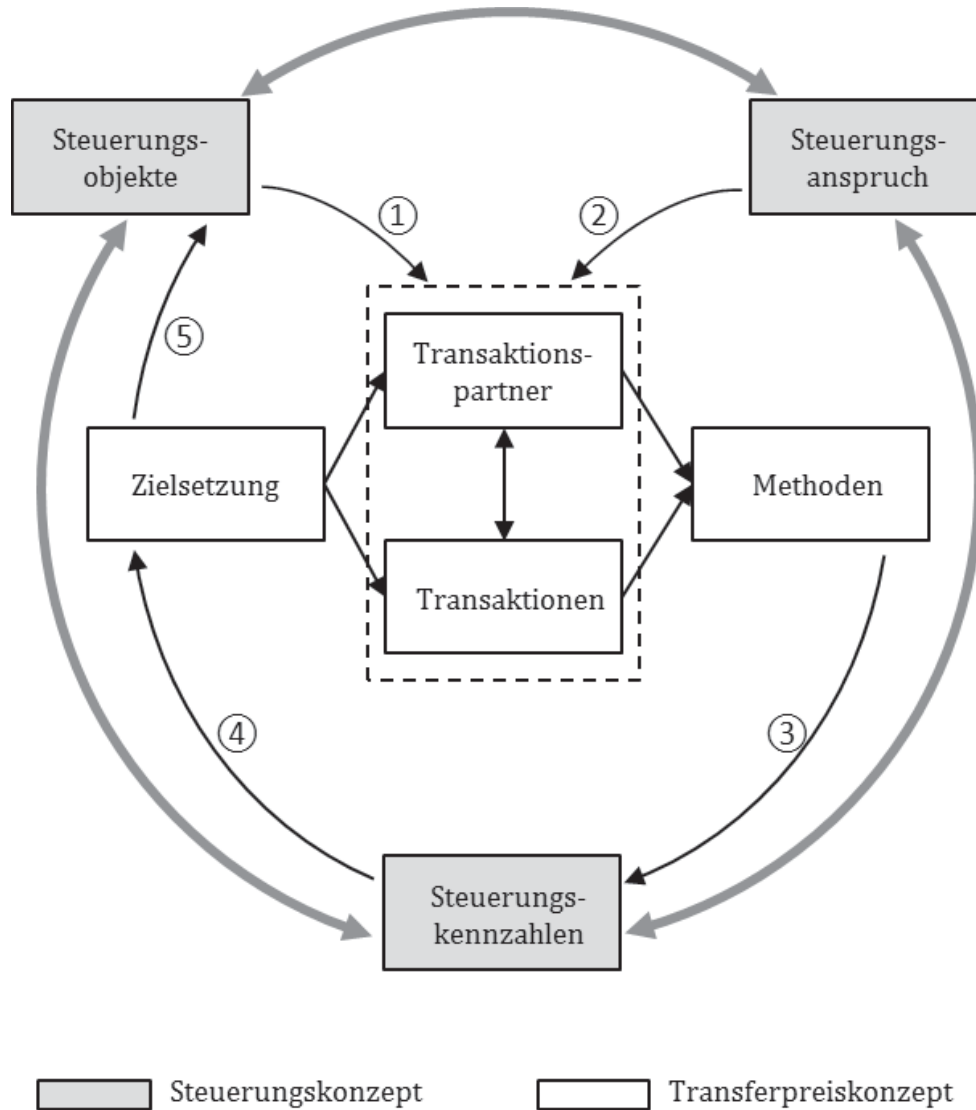 Steuerungs-
objekte
Steuerungs-
anspruch
①
②
Transaktions-
partner
⑤
Zielsetzung
Methoden
Transaktionen
④
③
Steuerungs-
kennzahlen
Steuerungskonzept
Transferpreiskonzept